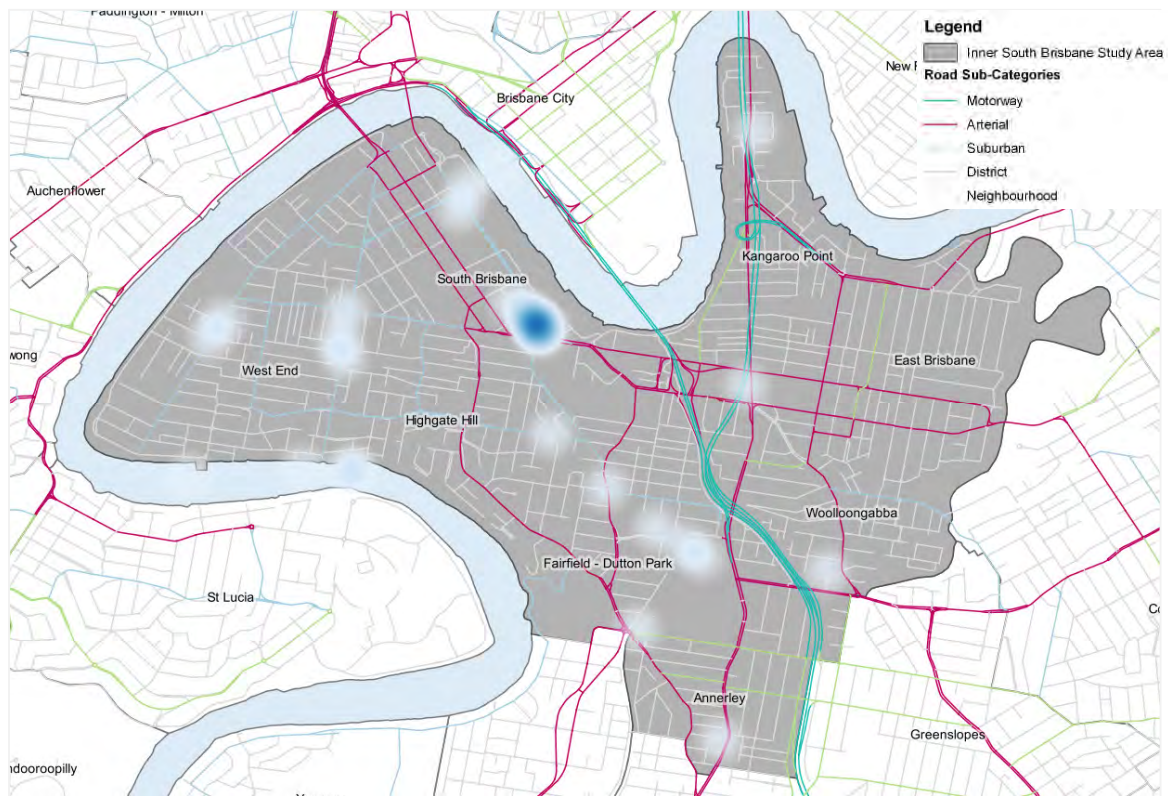 Paddington - Milton
Legend
Inner South Brisbane Study Area
Road Sub-Categories
Motorway
Arterial
Suburban
District
Neighbourhood
New
Brisbane City
Auchenflower
Kangaroo Point
South Brisbane
wong
West End
East Brisbane
Highgate Hill
Woolloongabba
Fairfield - Dutton Park
St Lucia
Annerley
Greenslopes
ndooroopilly